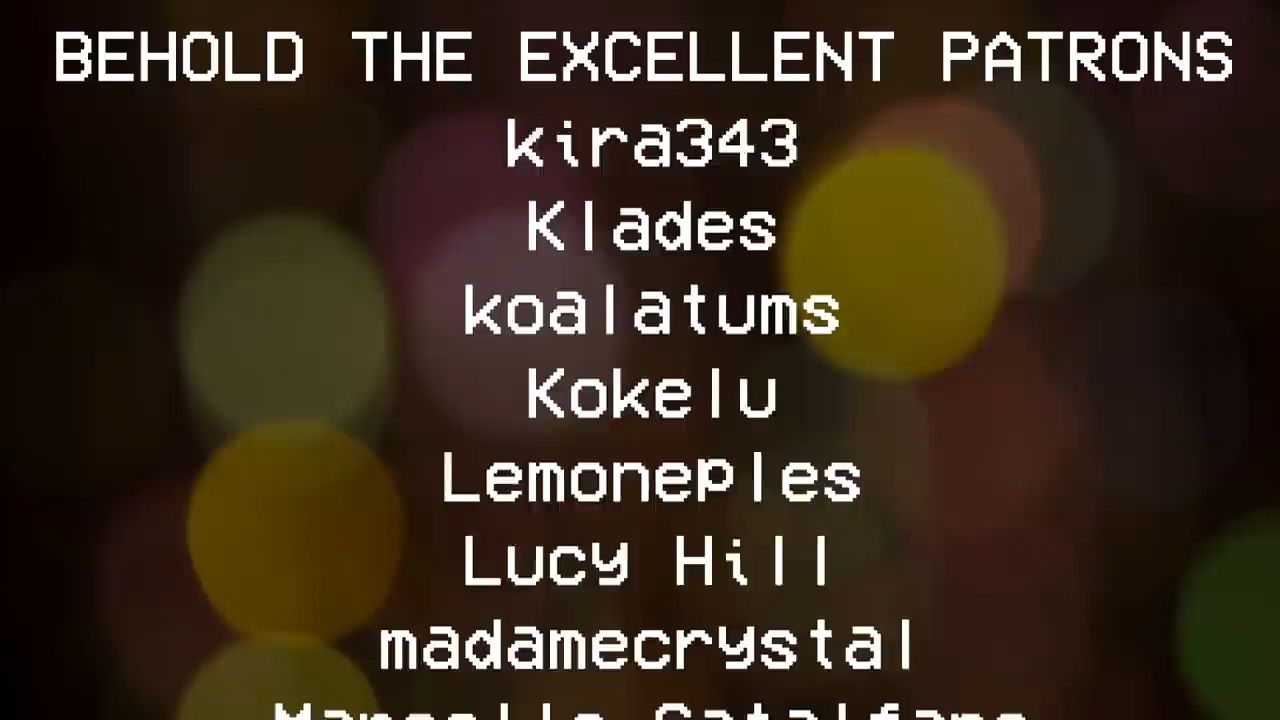 BEHOLD THE EXCELLENT PATRONS
kira343
Klades
koalatums
Kokelu
Lemoneples
Lucy Hill
madamecrystal